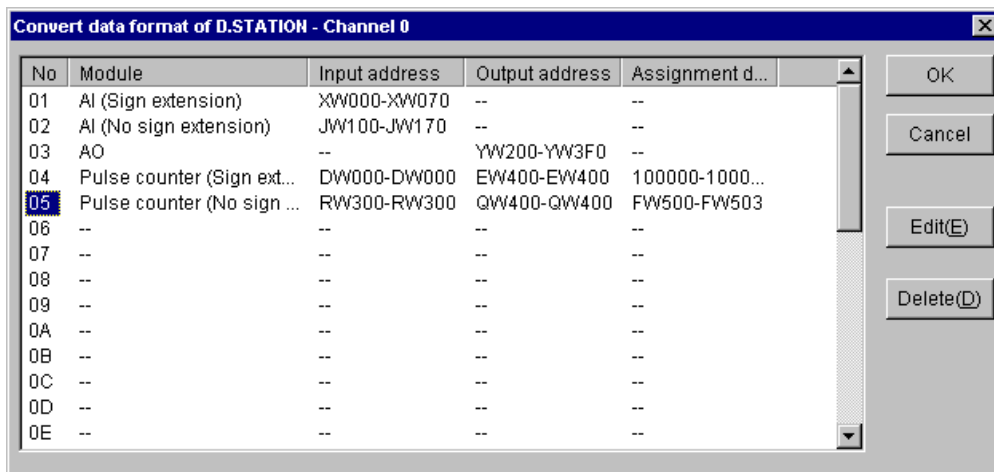 Convert data format of D.STATION - Channel 0
No Module Input address Output address Assignment d...
01 AI (Sign extension) XW000-XW070 -- --
02 AI (No sign extension) JW100-JW170 -- --
03 AO -- YW200-YW3F0 --
04 Pulse counter (Sign ext... DW000-DW000 EW400-EW400 100000-1000...
05 Pulse counter (No sign ... RW300-RW300 QW400-QW400 FW500-FW503
06 -- -- -- --
07 -- -- -- --
08 -- -- -- --
09 -- -- -- --
0A -- -- -- --
0B -- -- -- --
0C -- -- -- --
0D -- -- -- --
0E -- -- -- --
OK
Cancel
Edit(E)
Delete(D)